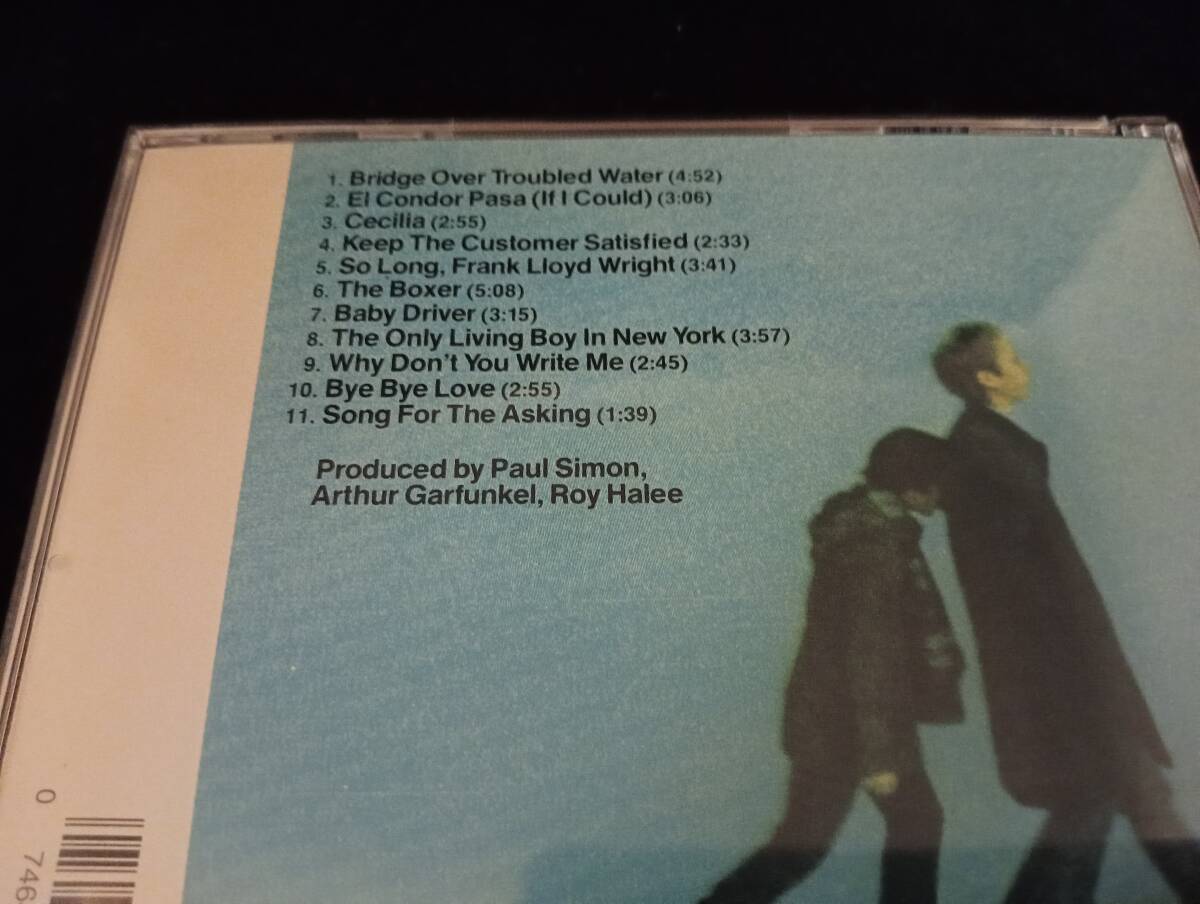 1. Bridge Over Troubled Water (4:52)
2. El Condor Pasa (If I Could) (3:06)
3. Cecilia (2:55)
4. Keep The Customer Satisfied (2:33)
5. So Long, Frank Lloyd Wright (3:41)
6. The Boxer (5:08)
7. Baby Driver (3:15)
8. The Only Living Boy In New York (3:57)
9. Why Don't You Write Me (2:45)
10. Bye Bye Love (2:55)
11. Song For The Asking (1:39)
Produced by Paul Simon,
Arthur Garfunkel, Roy Halee
0 746